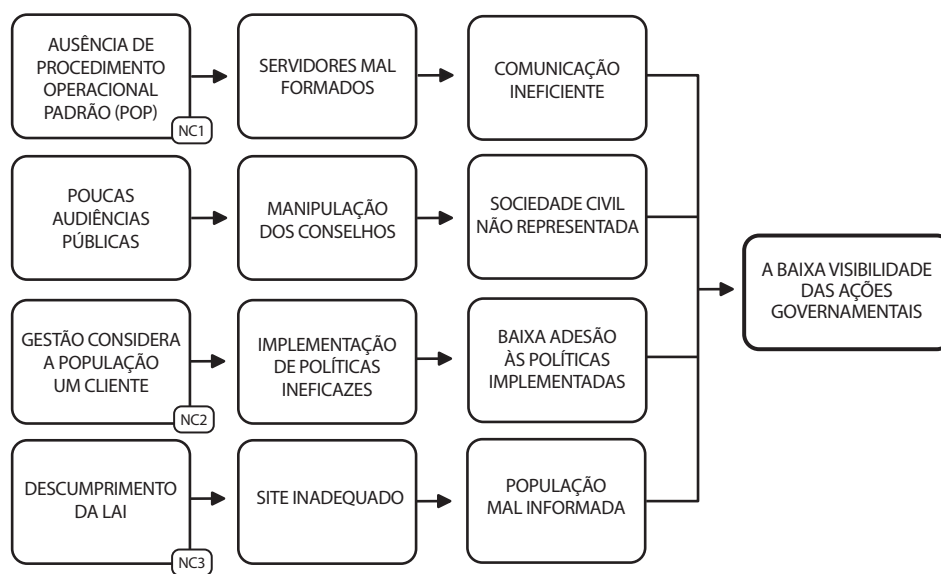 AUSÊNCIA DE
PROCEDIMENTO
OPERACIONAL
PADRÃO (POP)
NC1
SERVIDORES MAL
FORMADOS
COMUNICAÇÃO
INEFICIENTE
POUCAS
AUDIÊNCIAS
PÚBLICAS
MANIPULAÇÃO
DOS CONSELHOS
SOCIEDADE CIVIL
NÃO REPRESENTADA
GESTÃO CONSIDERA
A POPULAÇÃO
UM CLIENTE
NC2
IMPLEMENTAÇÃO
DE POLÍTICAS
INEFICAZES
BAIXA ADESÃO
ÀS POLÍTICAS
IMPLEMENTADAS
DESCUMPRIMENTO
DA LAI
NC3
SITE INADEQUADO
POPULAÇÃO
MAL INFORMADA
A BAIXA VISIBILIDADE
DAS AÇÕES
GOVERNAMENTAIS